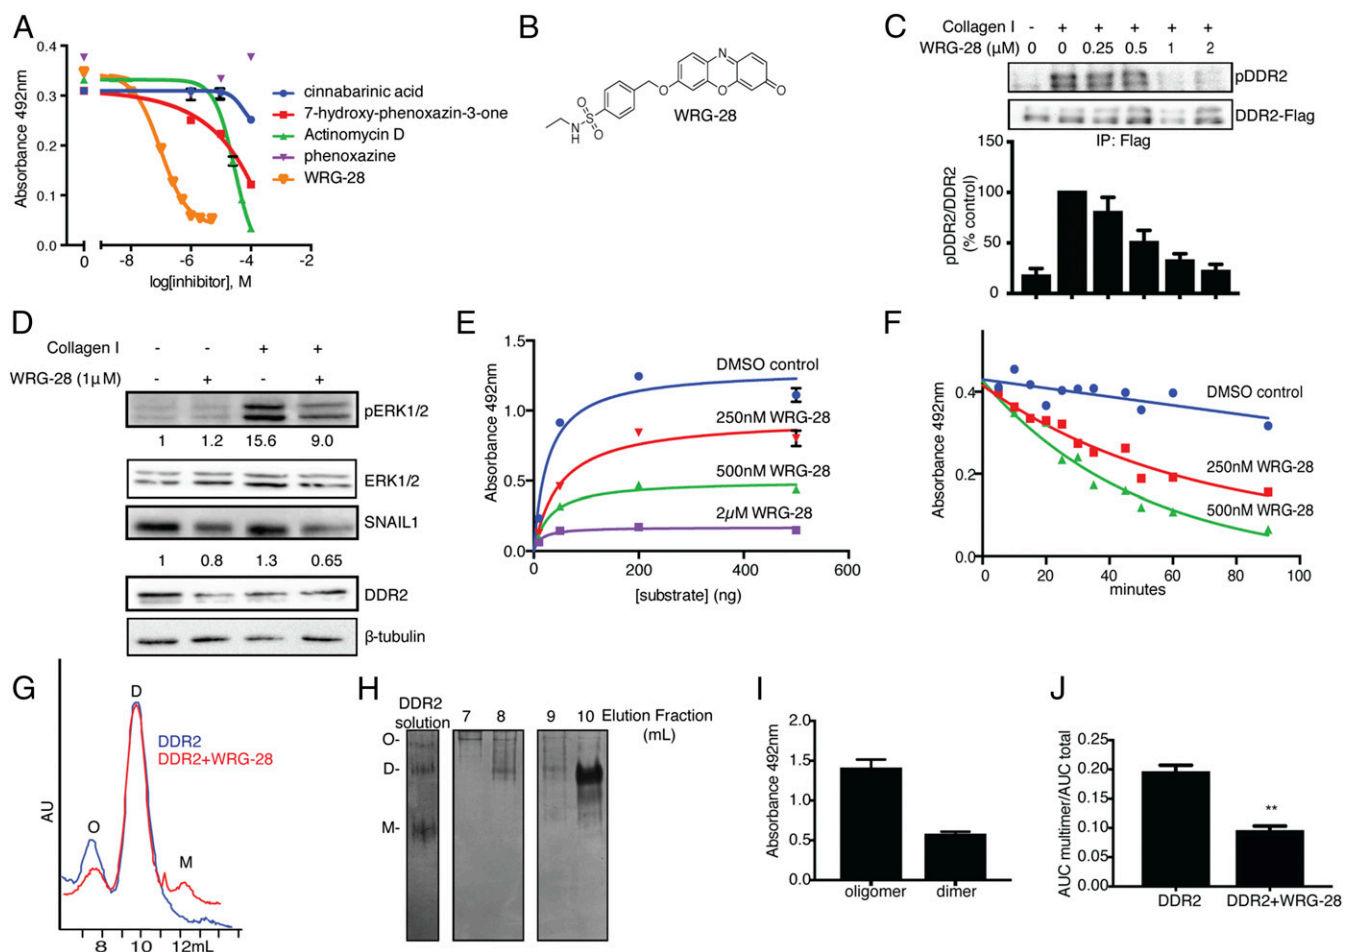 A
0.4
0.3
0.2
0.1
0.0
Absorbance 492nm
0
-8
-6
-4
-2
log[inhibitor], M
cinnabarinic acid
7-hydroxy-phenoxazin-3-one
Actinomycin D
phenoxazine
WRG-28
B
N
O
O
O
S
O
O
NH
WRG-28
C
Collagen I - + + + + +
WRG-28 (µM) 0 0 0.25 0.5 1 2
pDDR2
DDR2-Flag
IP: Flag
150
100
50
0
pDDR2/DDR2
(% control)
D
Collagen I - - + +
WRG-28 (1µM) - + - +
pERK1/2
1 1.2 15.6 9.0
ERK1/2
SNAIL1
1 0.8 1.3 0.65
DDR2
β-tubulin
E
1.5
1.0
0.5
0.0
Absorbance 492nm
DMSO control
250nM WRG-28
500nM WRG-28
2µM WRG-28
0 200 400 600
[substrate] (ng)
F
0.4
0.2
0.0
Absorbance 492nm
DMSO control
250nM WRG-28
500nM WRG-28
0 20 40 60 80 100
minutes
G
D
DDR2
DDR2+WRG-28
O
M
AU
8 10 12mL
H
DDR2
solution
7 8 9 10 Elution Fraction
(mL)
O-
D-
M-
I
2.0
1.5
1.0
0.5
0.0
Absorbance 492nm
oligomer dimer
J
0.25
0.20
0.15
0.10
0.05
0.00
AUC multimer/AUC total
**
DDR2 DDR2+WRG-28